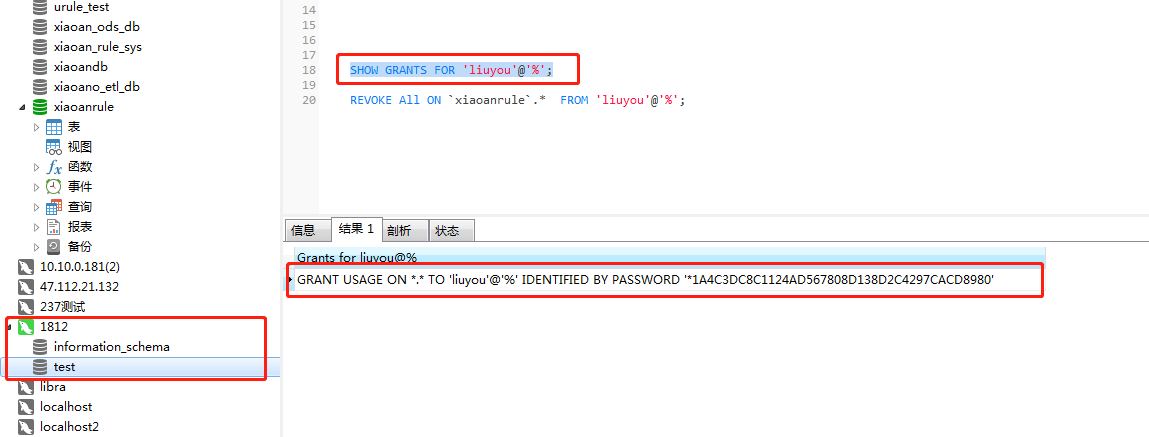 urule_test
xiaoan_ods_db
xiaoan_rule_sys
xiaoandb
xiaoano_etl_db
xiaoanrule
表
视图
函数
事件
查询
报表
备份
10.10.0.181(2)
47.112.21.132
237测试
1812
information_schema
test
libra
localhost
localhost2
14
15
16
17
18 SHOW GRANTS FOR 'liuyou'@'%';
19
20 REVOKE All ON `xiaoanrule`.* FROM 'liuyou'@'%';
信息 结果 1 剖析 状态
Grants for liuyou@%
GRANT USAGE ON *.* TO 'liuyou'@'%' IDENTIFIED BY PASSWORD '*1A4C3DC8C1124AD567808D138D2C4297CACD8980'